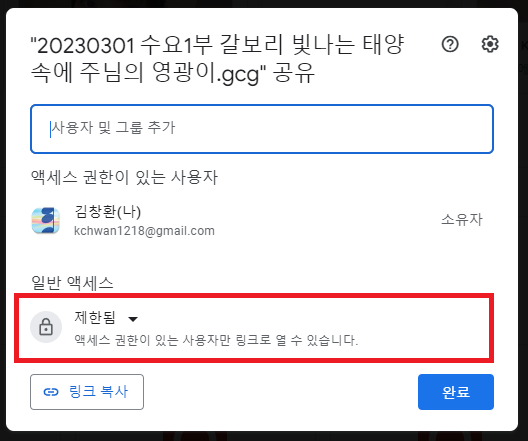 "20230301 수요1부 갈보리 빛나는 태양
속에 주님의 영광이.gcg" 공유
사용자 및 그룹 추가
액세스 권한이 있는 사용자
김창환(나)
kchwan1218@gmail.com
소유자
일반 액세스
제한됨
액세스 권한이 있는 사용자만 링크로 열 수 있습니다.
링크 복사
완료